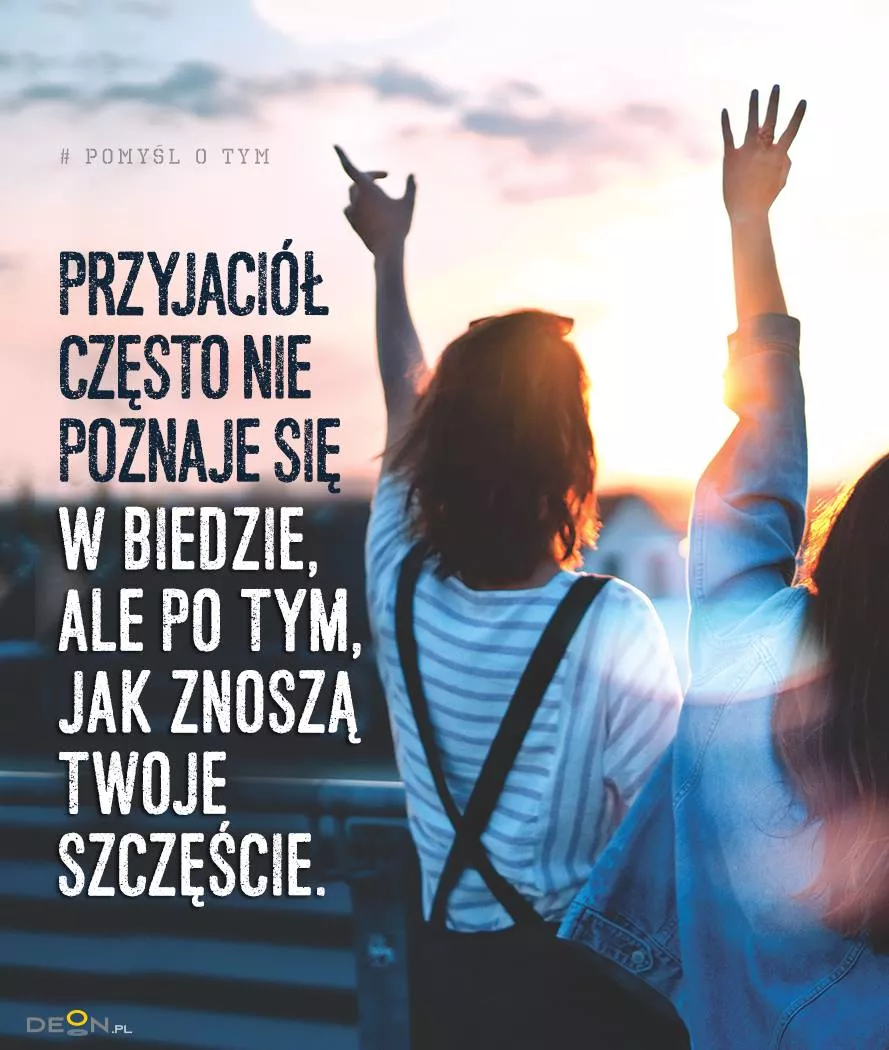 # POMYŚL O TYM
PRZYJACIÓŁ
CZĘSTO NIE
POZNAJE SIĘ
W BIEDZIE,
ALE PO TYM,
JAK ZNOSZĄ
TWOJE
SZCZĘŚCIE.
DEON.PL